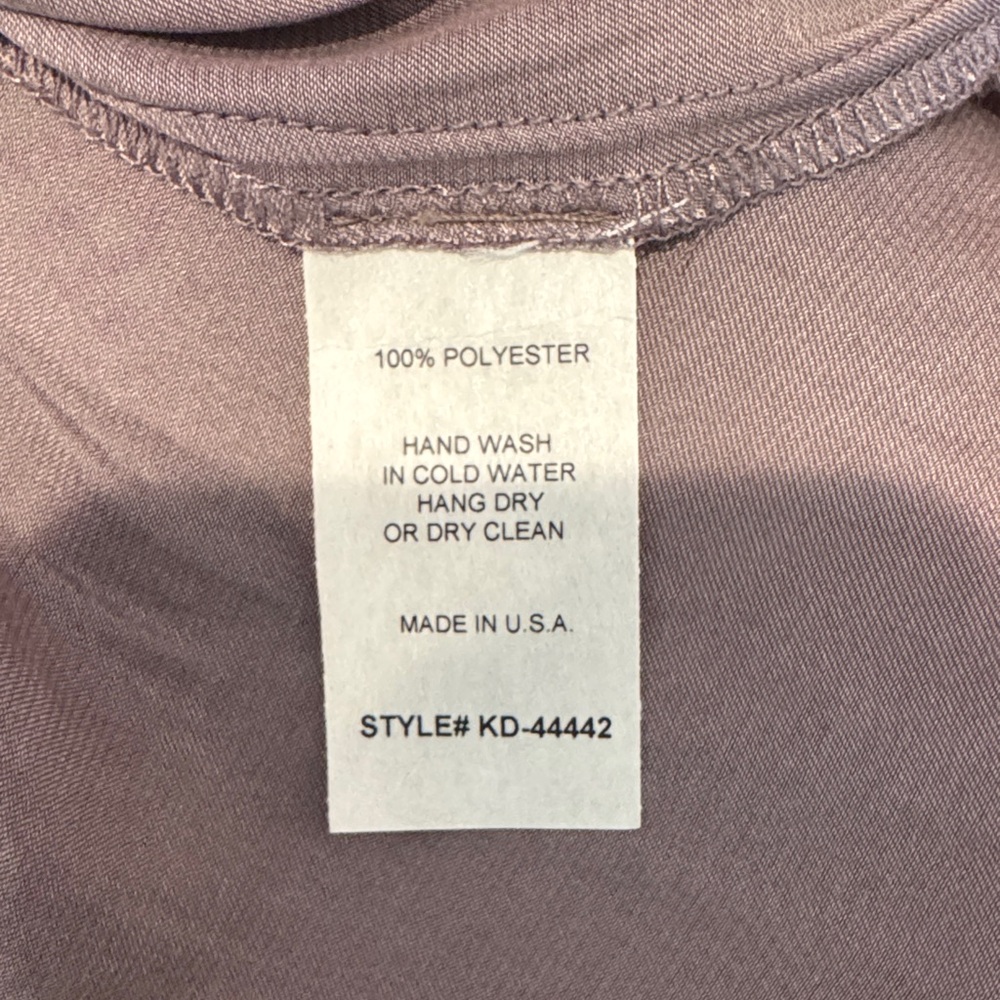 100% POLYESTER
HAND WASH
IN COLD WATER
HANG DRY
OR DRY CLEAN
MADE IN U.S.A.
STYLE# KD-44442